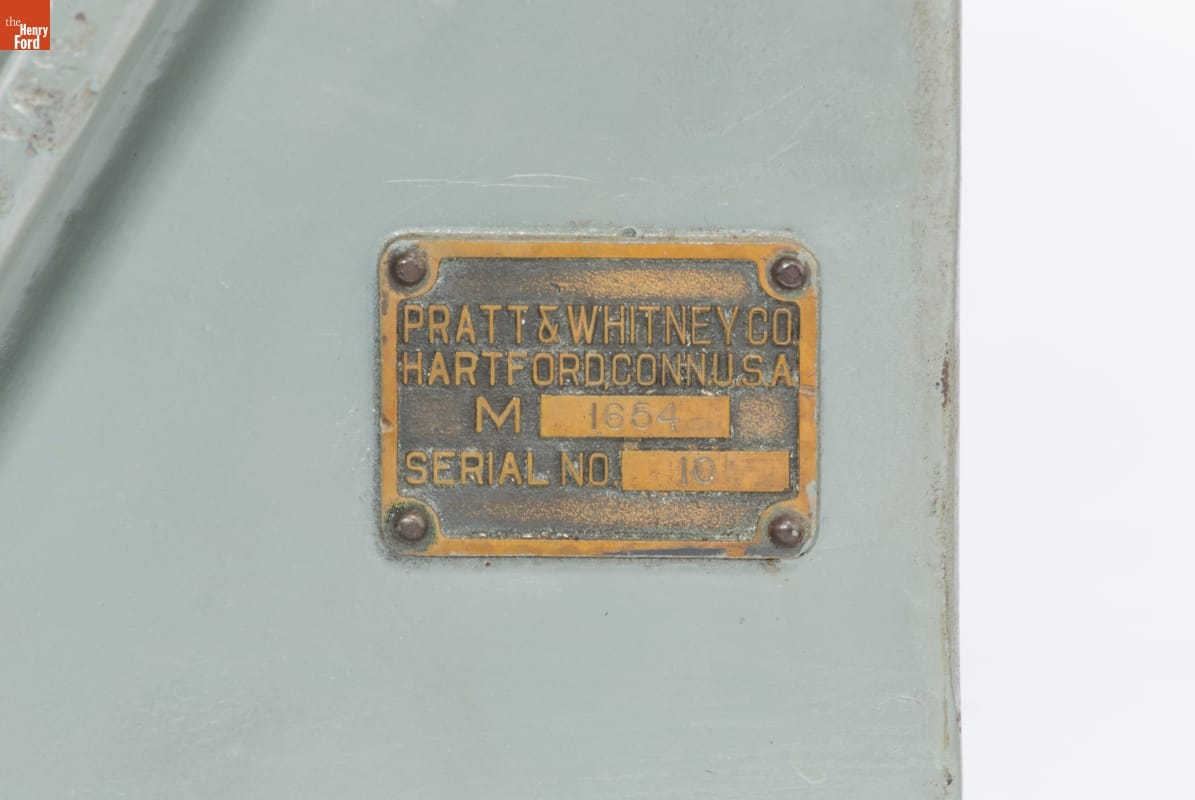 the
Henry
Ford
PRATT & WHITNEY CO.
HARTFORD, CONN. U.S.A.
M 1654
SERIAL NO. 10